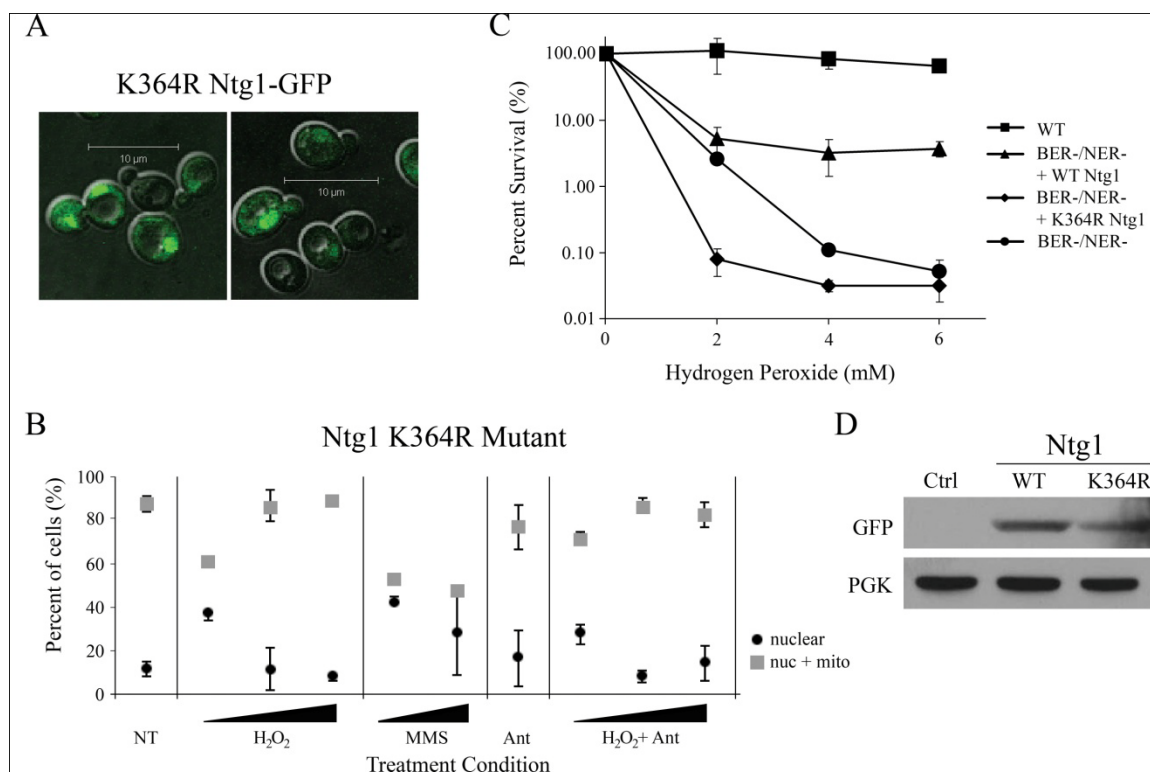 A
K364R Ntg1-GFP
10 µm
10 µm
C
100.00
10.00
1.00
0.10
0.01
Percent Survival (%)
0 2 4 6
Hydrogen Peroxide (mM)
WT
BER-/NER-
+ WT Ntg1
BER-/NER-
+ K364R Ntg1
BER-/NER-
B
Ntg1 K364R Mutant
100
80
60
40
20
0
Percent of cells (%)
nuclear
nuc + mito
NT H₂O₂ MMS Ant H₂O₂+ Ant
Treatment Condition
D
Ntg1
Ctrl WT K364R
GFP
PGK